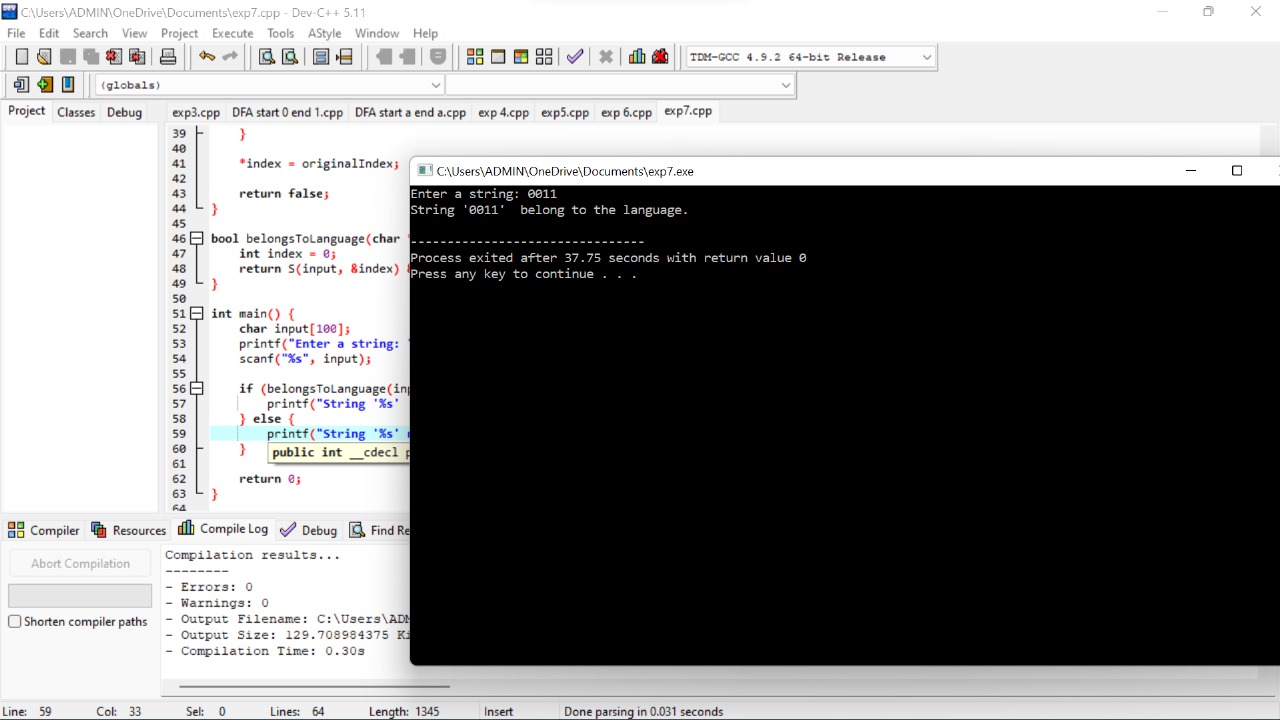 C:\Users\ADMIN\OneDrive\Documents\exp7.cpp - Dev-C++ 5.11
File Edit Search View Project Execute Tools AStyle Window Help
TDM-GCC 4.9.2 64-bit Release
(globals)
Project Classes Debug
exp3.cpp DFA start 0 end 1.cpp DFA start a end a.cpp exp 4.cpp exp5.cpp exp 6.cpp exp7.cpp
39 }
40
41 *index = originalIndex;
42
43 return false;
44 }
45
46 bool belongsToLanguage(char
47 int index = 0;
48 return S(input, &index)
49 }
50
51 int main() {
52 char input[100];
53 printf("Enter a string:
54 scanf("%s", input);
55
56 if (belongsToLanguage(in
57 printf("String '%s'
58 } else {
59 printf("String '%s'
60 }
public int __cdecl
61
62 return 0;
63 }
64
C:\Users\ADMIN\OneDrive\Documents\exp7.exe
Enter a string: 0011
String '0011'  belong to the language.
--------------------------------
Process exited after 37.75 seconds with return value 0
Press any key to continue . . .
Compiler Resources Compile Log Debug Find Re
Abort Compilation
Shorten compiler paths
Compilation results...
--------
- Errors: 0
- Warnings: 0
- Output Filename: C:\Users\ADM
- Output Size: 129.708984375 Ki
- Compilation Time: 0.30s
Line: 59 Col: 33 Sel: 0 Lines: 64 Length: 1345 Insert Done parsing in 0.031 seconds